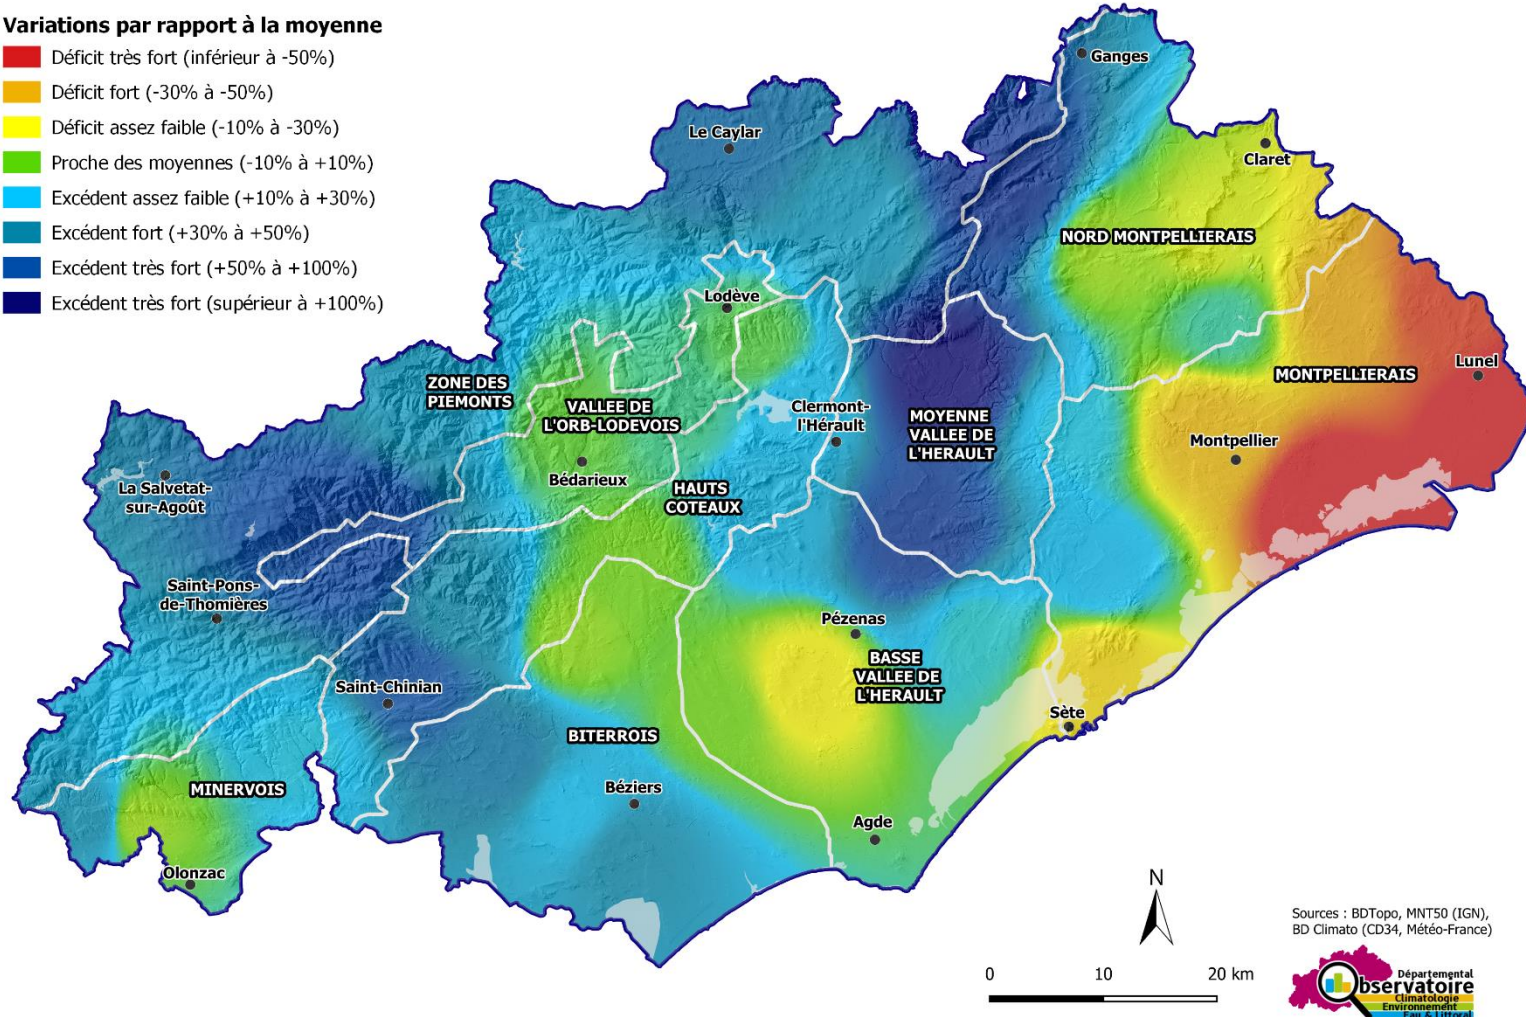 Variations par rapport à la moyenne
Déficit très fort (inférieur à -50%)
Déficit fort (-30% à -50%)
Déficit assez faible (-10% à -30%)
Proche des moyennes (-10% à +10%)
Excédent assez faible (+10% à +30%)
Excédent fort (+30% à +50%)
Excédent très fort (+50% à +100%)
Excédent très fort (supérieur à +100%)
Ganges
Le Caylar
Claret
NORD MONTPELLIERAIS
Lodève
Lunel
MONTPELLIERAIS
ZONE DES
PIEMONTS
VALLEE DE
L'ORB-LODEVOIS
Clermont-
l'Hérault
MOYENNE
VALLEE DE
L'HERAULT
Montpellier
Bédarieux
La Salvetat-
sur-Agoût
HAUTS
COTEAUX
Saint-Pons-
de-Thomières
Pézenas
BASSE
VALLEE DE
L'HERAULT
Saint-Chinian
Sète
BITERROIS
MINERVOIS
Béziers
Agde
Olonzac
N
0 10 20 km
Sources : BDTopo, MNT50 (IGN),
BD Climato (CD34, Météo-France)
Départemental
Observatoire
Climatologie
Environnement
Eau & Littoral